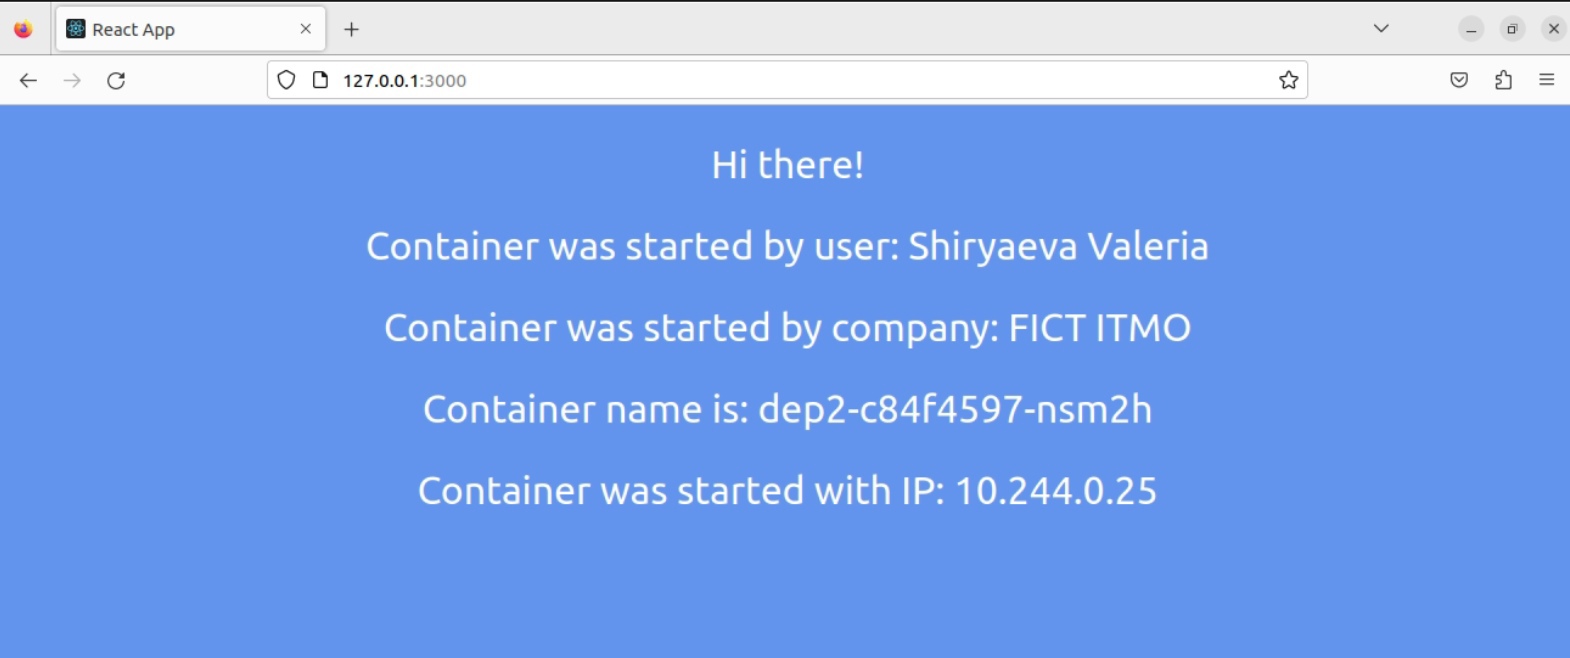 React App
127.0.0.1:3000
Hi there!
Container was started by user: Shiryaeva Valeria
Container was started by company: FICT ITMO
Container name is: dep2-c84f4597-nsm2h
Container was started with IP: 10.244.0.25